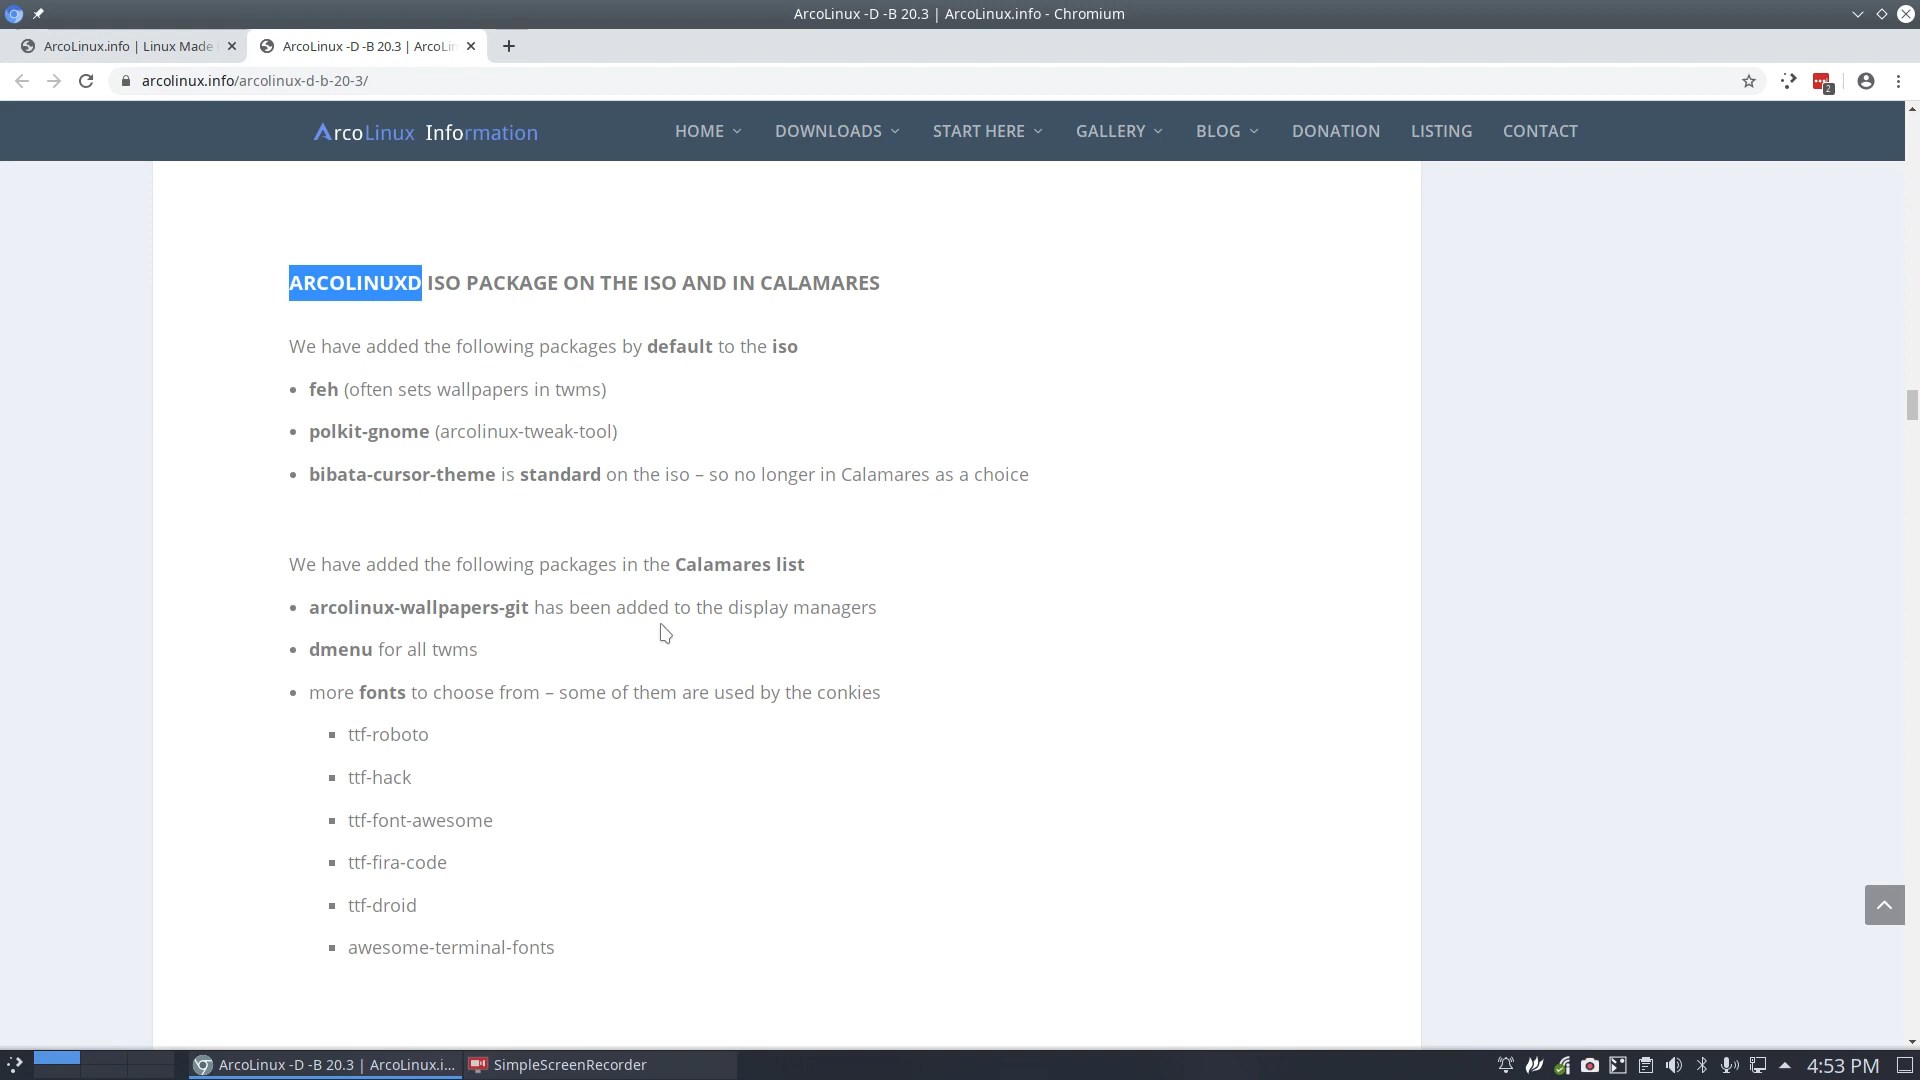 ArcoLinux -D -B 20.3 | ArcoLinux.info - Chromium
ArcoLinux.info | Linux Made
ArcoLinux -D -B 20.3 | ArcoLin
arcolinux.info/arcolinux-d-b-20-3/
2
ArcoLinux Information
HOME
DOWNLOADS
START HERE
GALLERY
BLOG
DONATION
LISTING
CONTACT
ARCOLINUXD ISO PACKAGE ON THE ISO AND IN CALAMARES
We have added the following packages by default to the iso
• feh (often sets wallpapers in twms)
• polkit-gnome (arcolinux-tweak-tool)
• bibata-cursor-theme is standard on the iso – so no longer in Calamares as a choice
We have added the following packages in the Calamares list
• arcolinux-wallpapers-git has been added to the display managers
• dmenu for all twms
• more fonts to choose from – some of them are used by the conkies
▪ ttf-roboto
▪ ttf-hack
▪ ttf-font-awesome
▪ ttf-fira-code
▪ ttf-droid
▪ awesome-terminal-fonts
ArcoLinux -D -B 20.3 | ArcoLinux.i...
SimpleScreenRecorder
4:53 PM